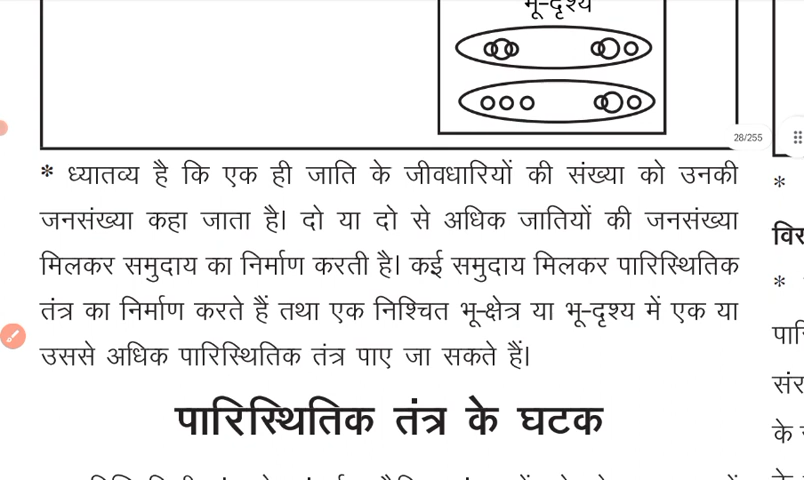 भू-दृश्य
28/255
* ध्यातव्य है कि एक ही जाति के जीवधारियों की संख्या को उनकी
जनसंख्या कहा जाता है। दो या दो से अधिक जातियों की जनसंख्या
मिलकर समुदाय का निर्माण करती है। कई समुदाय मिलकर पारिस्थितिक
तंत्र का निर्माण करते हैं तथा एक निश्चित भू-क्षेत्र या भू-दृश्य में एक या
उससे अधिक पारिस्थितिक तंत्र पाए जा सकते हैं।
पारिस्थितिक तंत्र के घटक
*
*
के